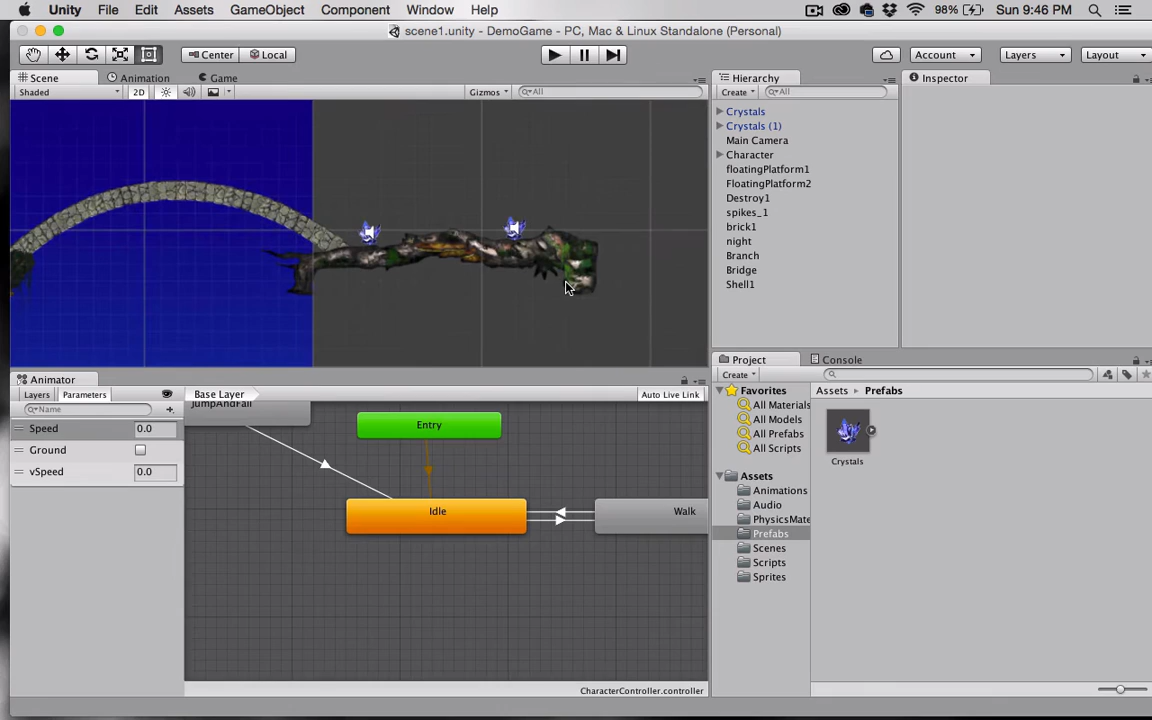 Unity File Edit Assets GameObject Component Window Help 98% Sun 9:46 PM
scene1.unity - DemoGame - PC, Mac & Linux Standalone (Personal)
Center Local Account Layers Layout
Scene Animation Game
Shaded 2D Gizmos All
Hierarchy
Create All
Crystals
Crystals (1)
Main Camera
Character
floatingPlatform1
FloatingPlatform2
Destroy1
spikes_1
brick1
night
Branch
Bridge
Shell1
Inspector
Animator
Layers Parameters Base Layer Auto Live Link
Name
Speed 0.0
Ground
vSpeed 0.0
JumpAndFall
Entry
Idle
Walk
CharacterController.controller
Project Console
Create
Favorites
All Materials
All Models
All Prefabs
All Scripts
Assets
Animations
Audio
PhysicsMate
Prefabs
Scenes
Scripts
Sprites
Assets Prefabs
Crystals